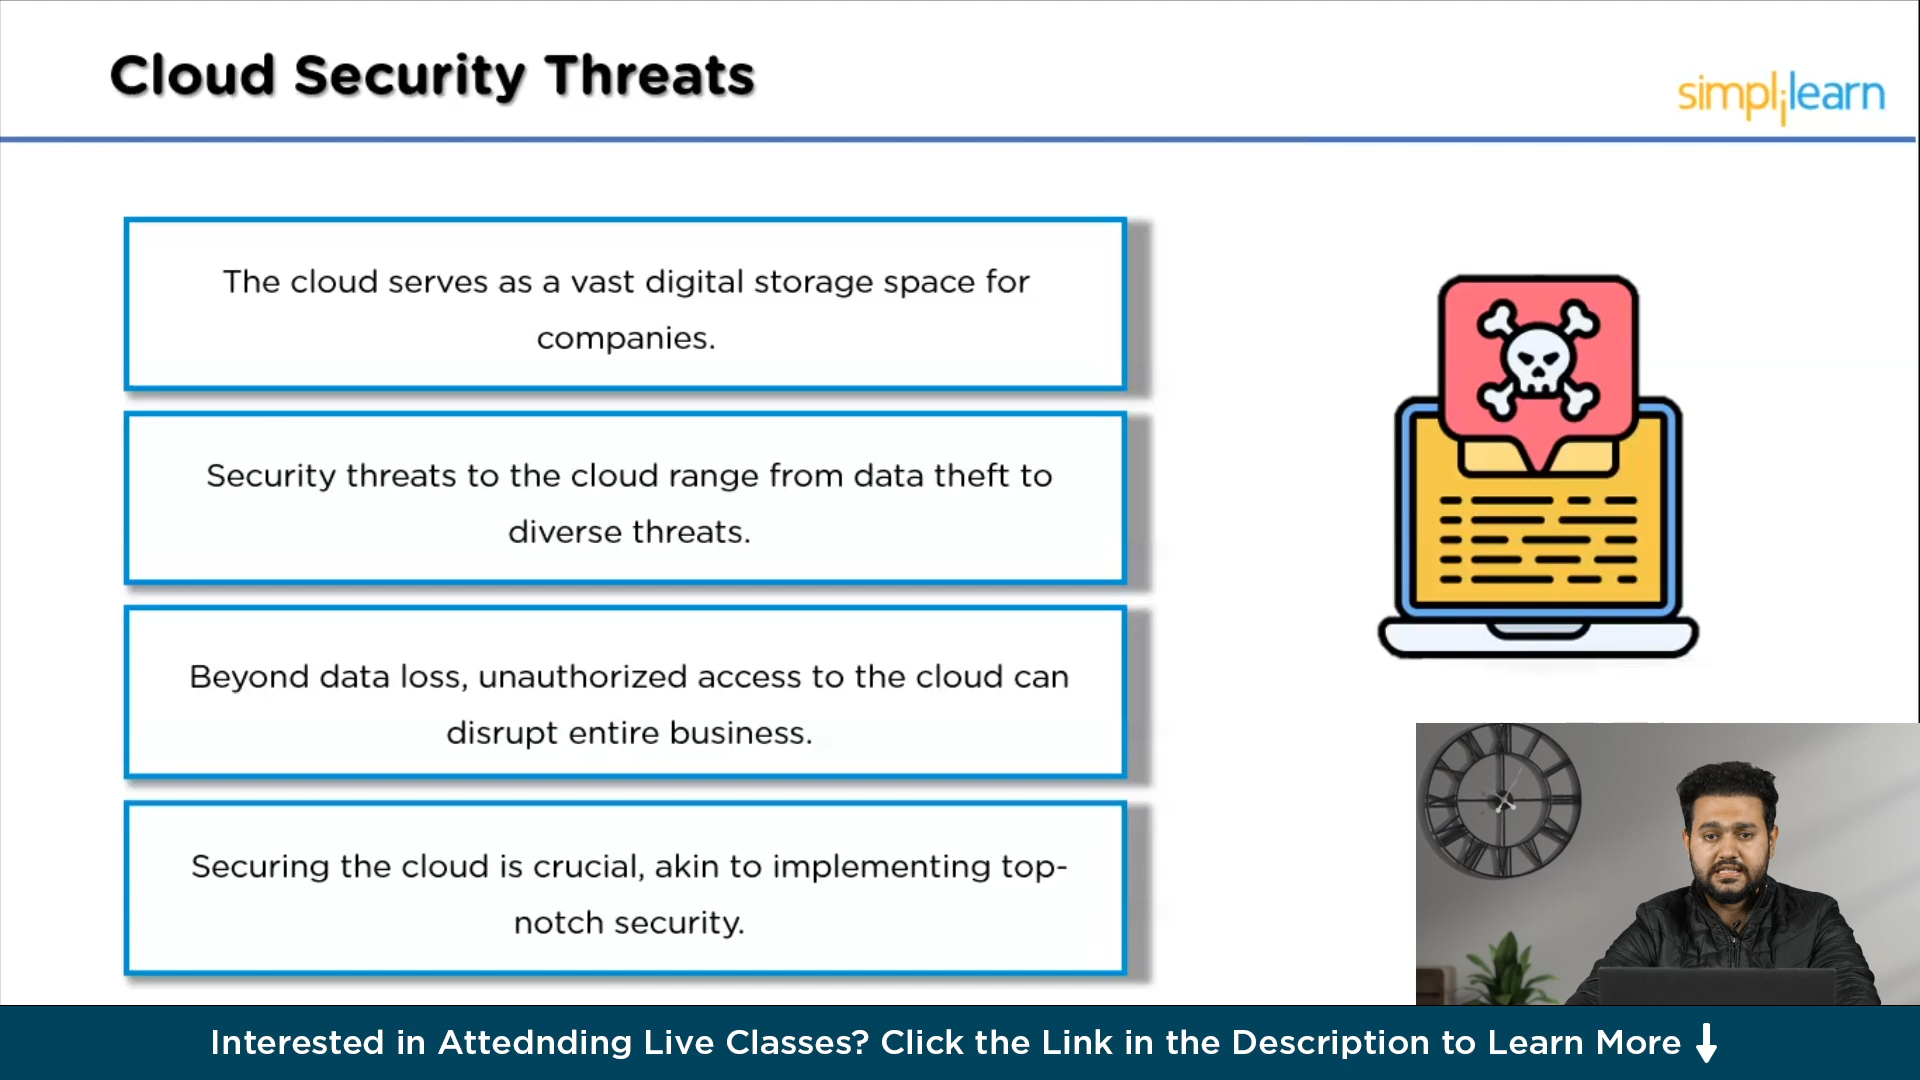 Cloud Security Threats
simplilearn
The cloud serves as a vast digital storage space for
companies.
Security threats to the cloud range from data theft to
diverse threats.
Beyond data loss, unauthorized access to the cloud can
disrupt entire business.
Securing the cloud is crucial, akin to implementing top-
notch security.
Interested in Attednding Live Classes? Click the Link in the Description to Learn More